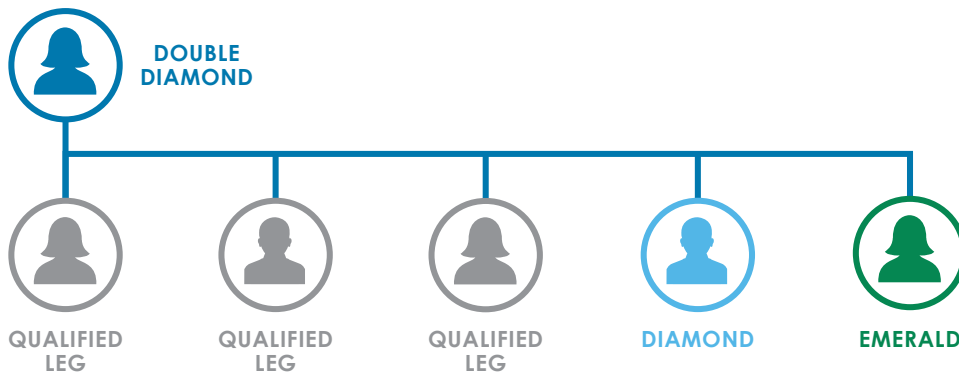 DOUBLE
DIAMOND
QUALIFIED
LEG
QUALIFIED
LEG
QUALIFIED
LEG
DIAMOND
EMERALD